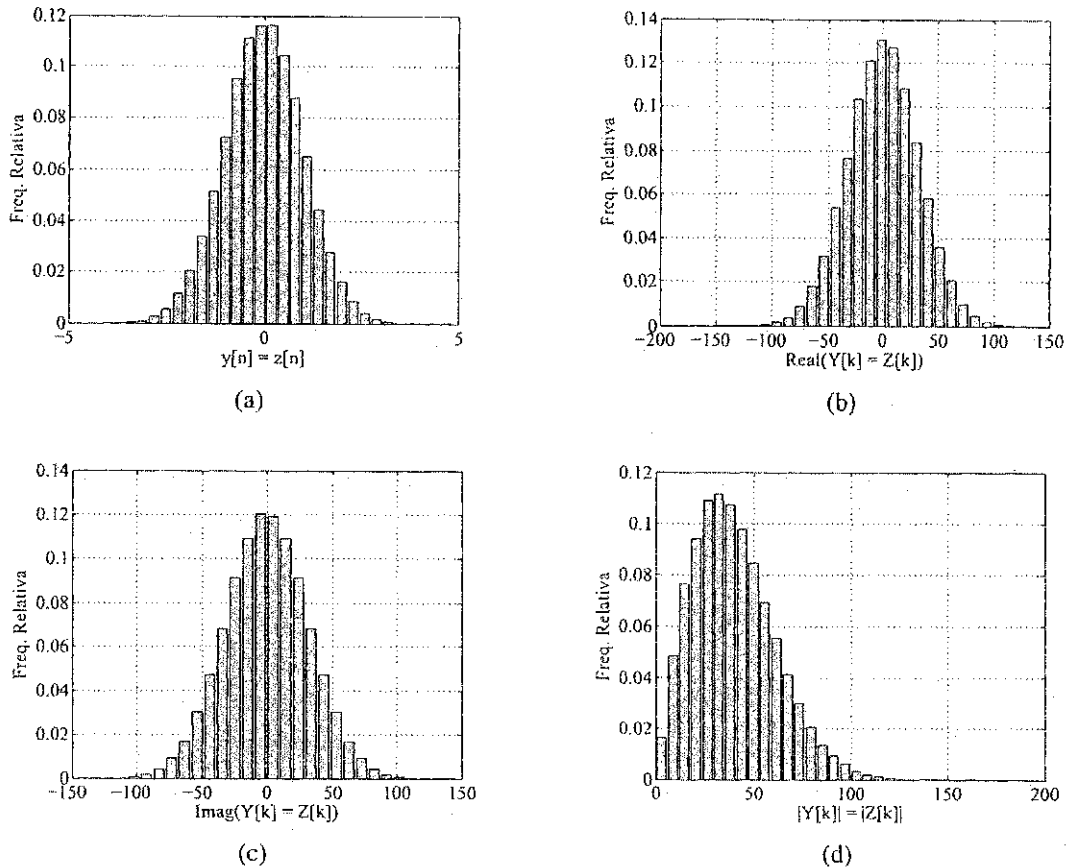 0.12
0.1
0.08
0.06
0.04
0.02
0
Freq. Relativa
−5
0
5
y[n] = z[n]
(a)
0.14
0.12
0.1
0.08
0.06
0.04
0.02
0
Freq. Relativa
−200 −150 −100 −50 0 50 100 150
Real(Y[k] = Z[k])
(b)
0.14
0.12
0.1
0.08
0.06
0.04
0.02
0
Freq. Relativa
−150 −100 −50 0 50 100 150
Imag(Y[k] = Z[k])
(c)
0.12
0.1
0.08
0.06
0.04
0.02
0
Freq. Relativa
0 50 100 150 200
|Y[k]| = |Z[k]|
(d)